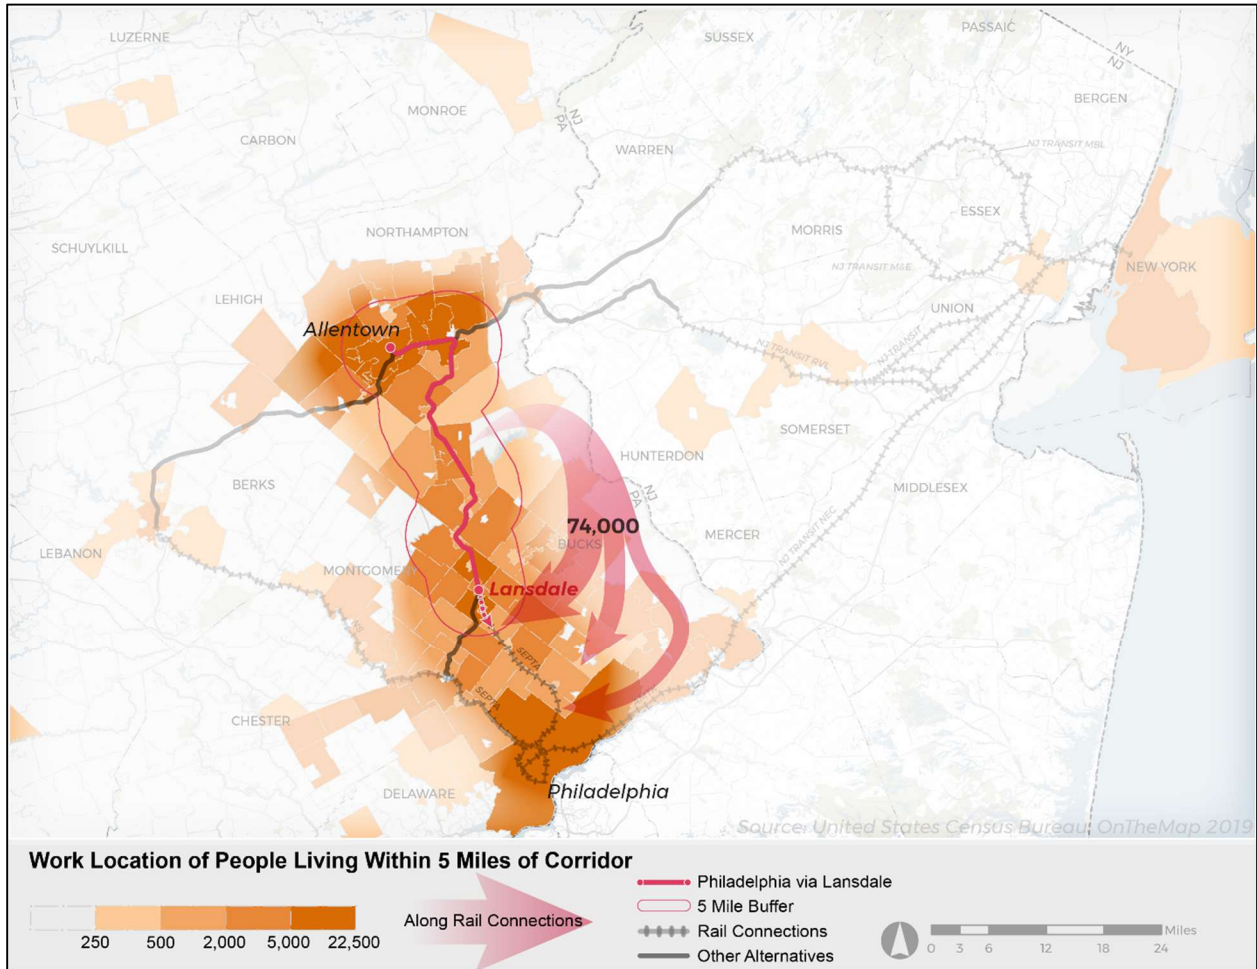 LUZERNE
SUSSEX
PASSAIC
NY
NJ
BERGEN
MONROE
NJ
PA
CARBON
WARREN
NJ TRANSIT MBL
ESSEX
NORTHAMPTON
MORRIS
SCHUYLKILL
NJ TRANSIT M&E
NEW YORK
LEHIGH
UNION
Allentown
NJ TRANSIT
NJ TRANSIT RVL
NJ TRANSIT
SOMERSET
HUNTERDON
NJ
PA
BERKS
MIDDLESEX
74,000
MERCER
NJ TRANSIT NEC
BUCKS
LEBANON
MONTGOMERY
Lansdale
NS
SEPTA
SEPTA
CHESTER
DELAWARE
Philadelphia
Source: United States Census Bureau OnTheMap 2019
Work Location of People Living Within 5 Miles of Corridor
250 500 2,000 5,000 22,500
Along Rail Connections
Philadelphia via Lansdale
5 Mile Buffer
Rail Connections
Other Alternatives
Miles
0 3 6 12 18 24